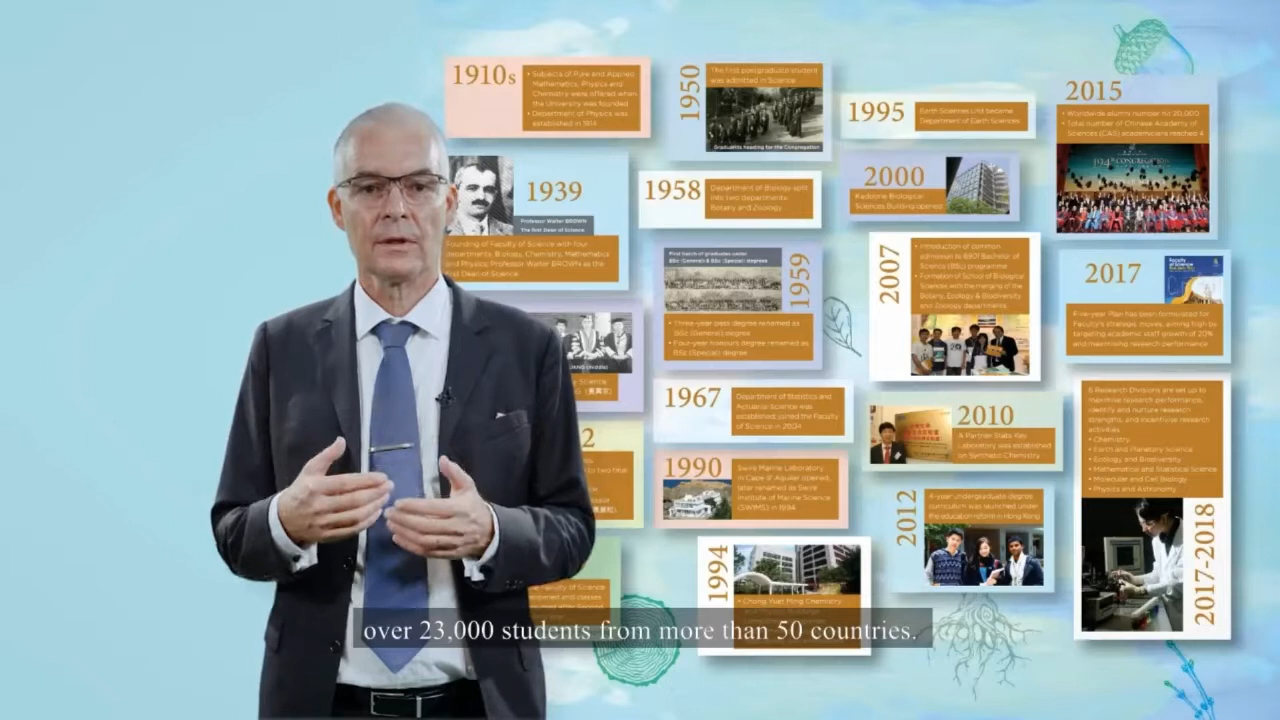 1910s
• Subjects of Pure and Applied
Mathematics, Physics and
Chemistry were offered when
the University was founded
• Department of Physics was
established in 1914
1939
Professor Walter BROWN
The first Dean of Science
Founding of Faculty of Science with four
departments, Biology, Chemistry, Mathematics
and Physics; Professor Walter BROWN as the
first Dean of Science
(Middle)
Science
2
Faculty of Science
1950
The first postgraduate student
was admitted in Science
Graduands heading for the Congregation
1958
Department of Biology split
into two departments:
Botany and Zoology
First batch of graduates under
BSc (General) & BSc (Special) degrees
1959
• Three-year pass degree renamed as
BSc (General) degree
• Four-year honours degree renamed as
BSc (Special) degree
1967
Department of Statistics and
Actuarial Science was
established; joined the Faculty
of Science in 2004
1990
Swire Marine Laboratory
in Cape d' Aguilar opened,
later renamed as Swire
Institute of Marine Science
(SWIMS) in 1994
1994
• Chong Yuet Ming Chemistry
1995
Earth Sciences Unit became
Department of Earth Sciences
2000
Kadoorie Biological
Sciences Building opened
2007
• Introduction of common
admission to 6901 Bachelor of
Science (BSc) programme
• Formation of School of Biological
Sciences with the merging of the
Botany, Ecology & Biodiversity
and Zoology departments
2010
A Partner State Key
Laboratory was established
on Synthetic Chemistry
2012
4-year undergraduate degree
curriculum was launched under
the education reform in Hong Kong
2015
• Worldwide alumni number hit 20,000
• Total number of Chinese Academy of
Sciences (CAS) academicians reached 4
194th CONGREGATION
2017
Faculty of
Science
Five-year Plan has been formulated for
Faculty's strategic moves, aiming high by
targeting academic staff growth of 20%
and maximising research performance
6 Research Divisions are set up to
maximise research performance,
identify and nurture research
strengths, and incentivise research
activities
• Chemistry
• Earth and Planetary Science
• Ecology and Biodiversity
• Mathematical and Statistical Science
• Molecular and Cell Biology
• Physics and Astronomy
2017-2018
over 23,000 students from more than 50 countries.